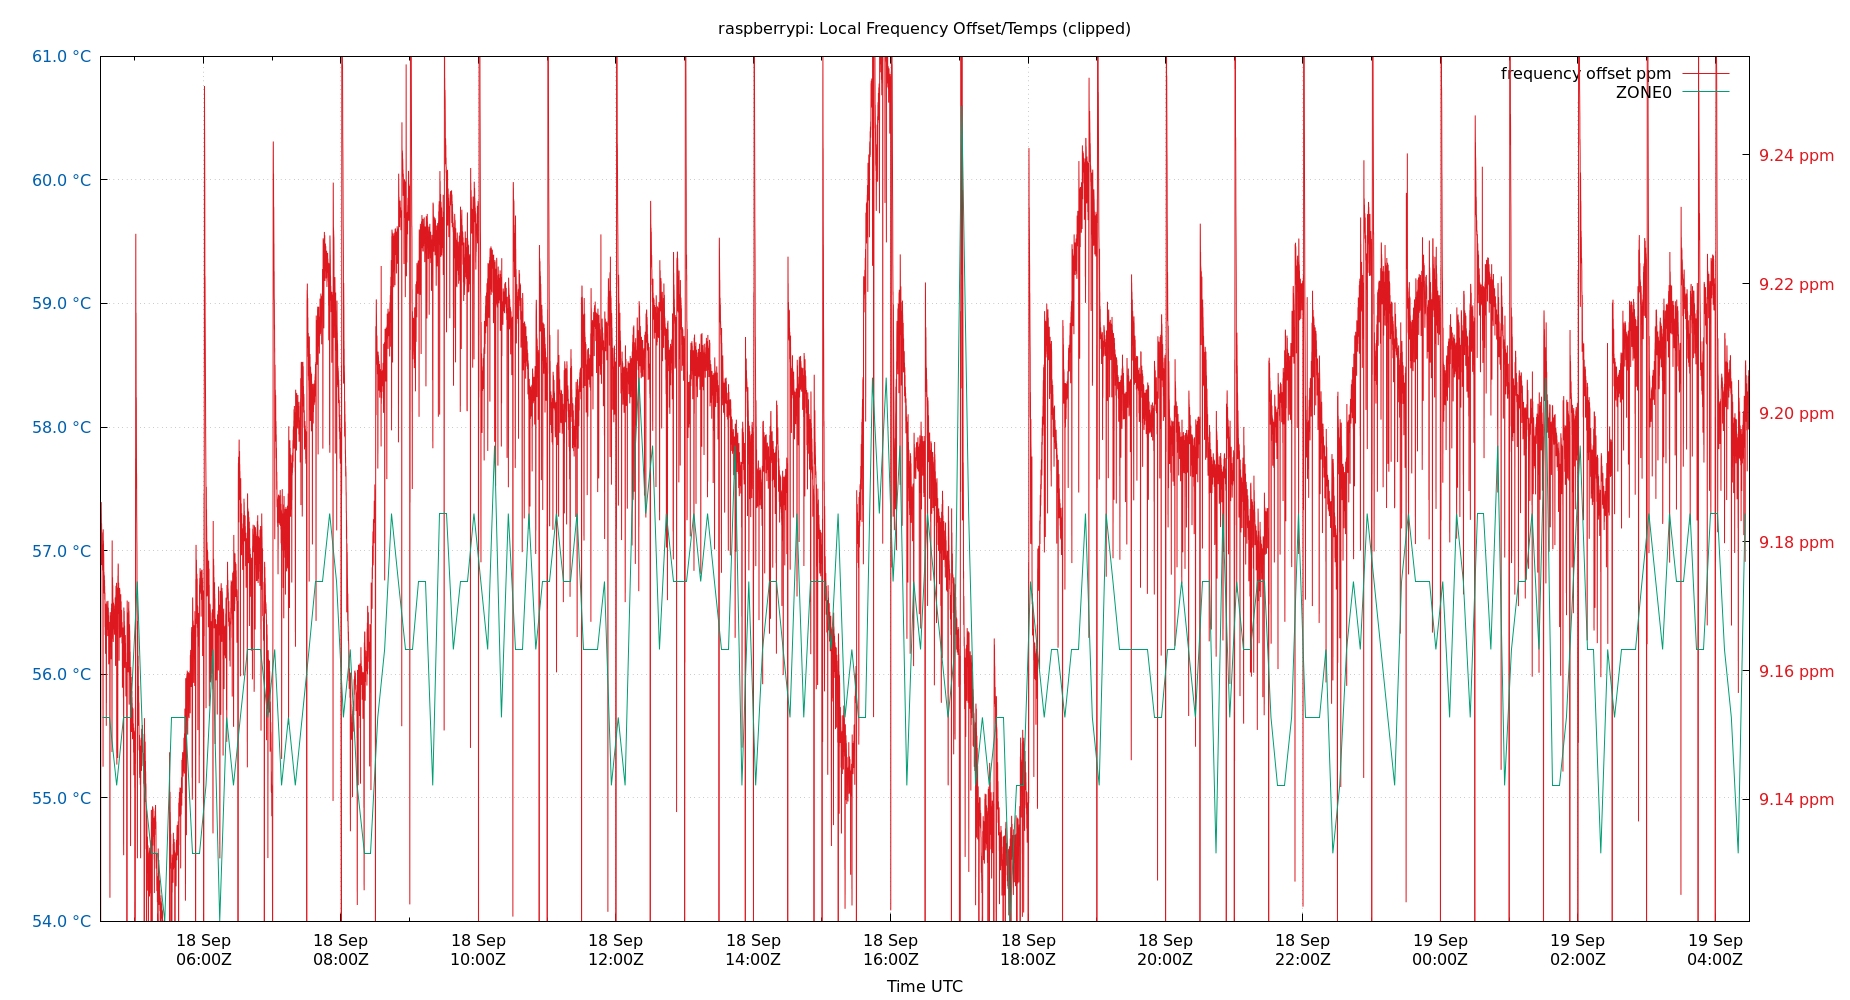 raspberrypi: Local Frequency Offset/Temps (clipped)
61.0 °C
60.0 °C
59.0 °C
58.0 °C
57.0 °C
56.0 °C
55.0 °C
54.0 °C
frequency offset ppm
ZONE0
9.24 ppm
9.22 ppm
9.20 ppm
9.18 ppm
9.16 ppm
9.14 ppm
18 Sep
06:00Z
18 Sep
08:00Z
18 Sep
10:00Z
18 Sep
12:00Z
18 Sep
14:00Z
18 Sep
16:00Z
18 Sep
18:00Z
18 Sep
20:00Z
18 Sep
22:00Z
19 Sep
00:00Z
19 Sep
02:00Z
19 Sep
04:00Z
Time UTC